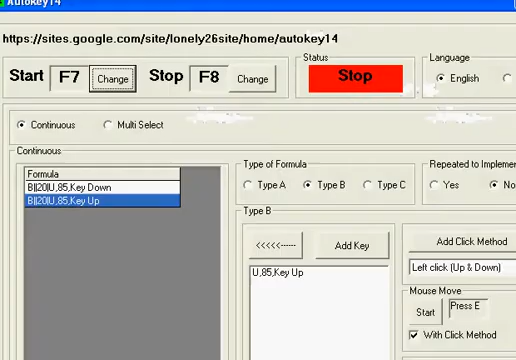 Autokey14
https://sites.google.com/site/lonely26site/home/autokey14
Start F7 Change Stop F8 Change
Status
Stop
Language
English
Continuous Multi Select
Continuous
Formula
B||20|U,85,Key Down
B||20|U,85,Key Up
Type of Formula
Type A Type B Type C
Repeated to Implemen
Yes No
Type B
<<<<<------ Add Key
U,85,Key Up
Add Click Method
Left click (Up & Down)
Mouse Move
Start Press E
With Click Method